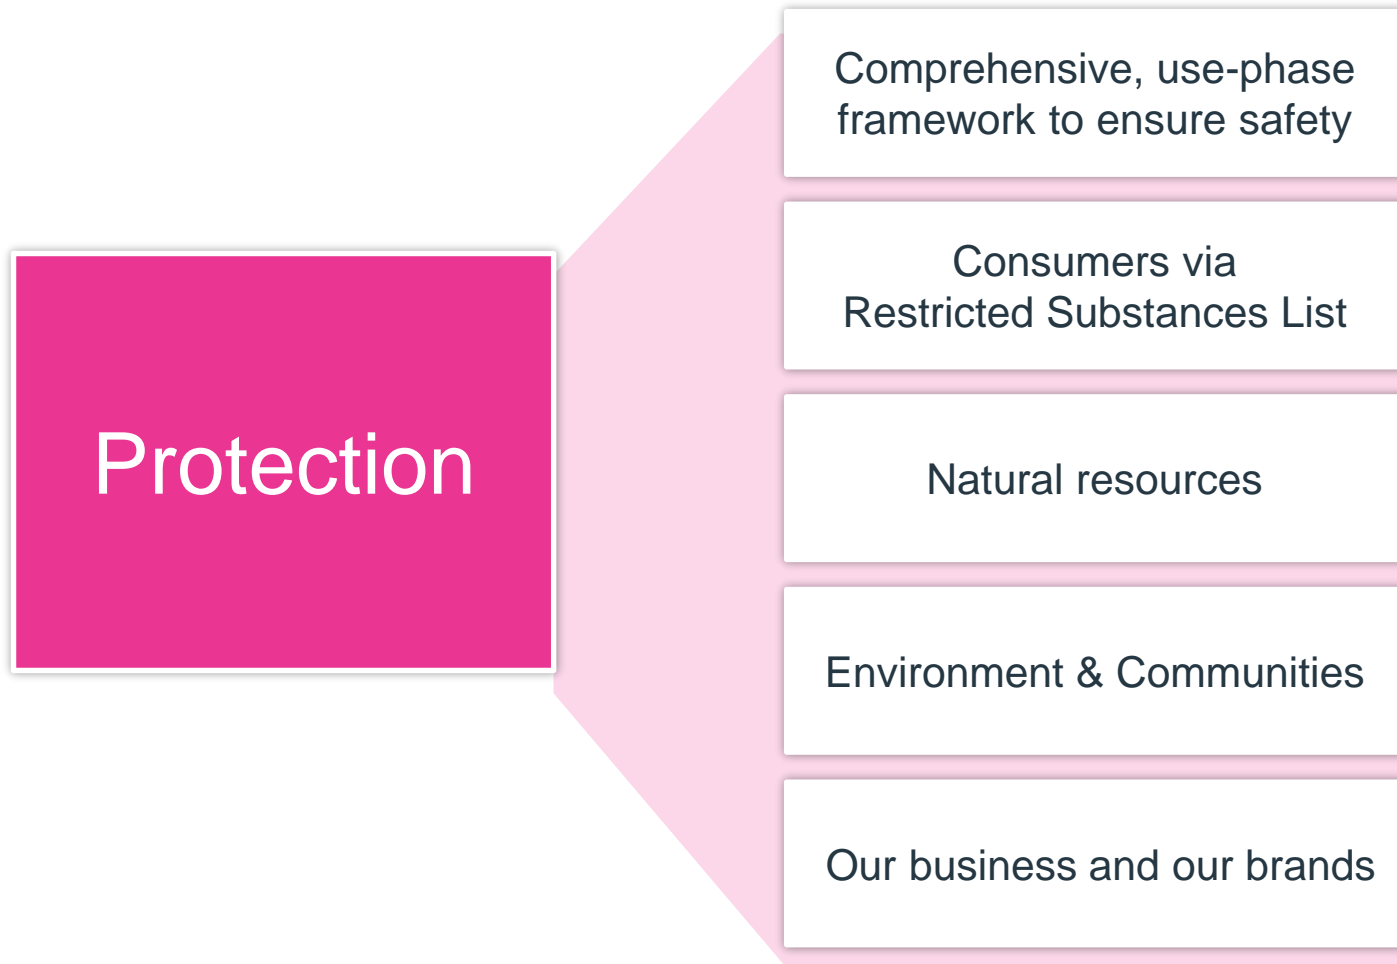 Protection
Comprehensive, use-phase
framework to ensure safety
Consumers via
Restricted Substances List
Natural resources
Environment & Communities
Our business and our brands